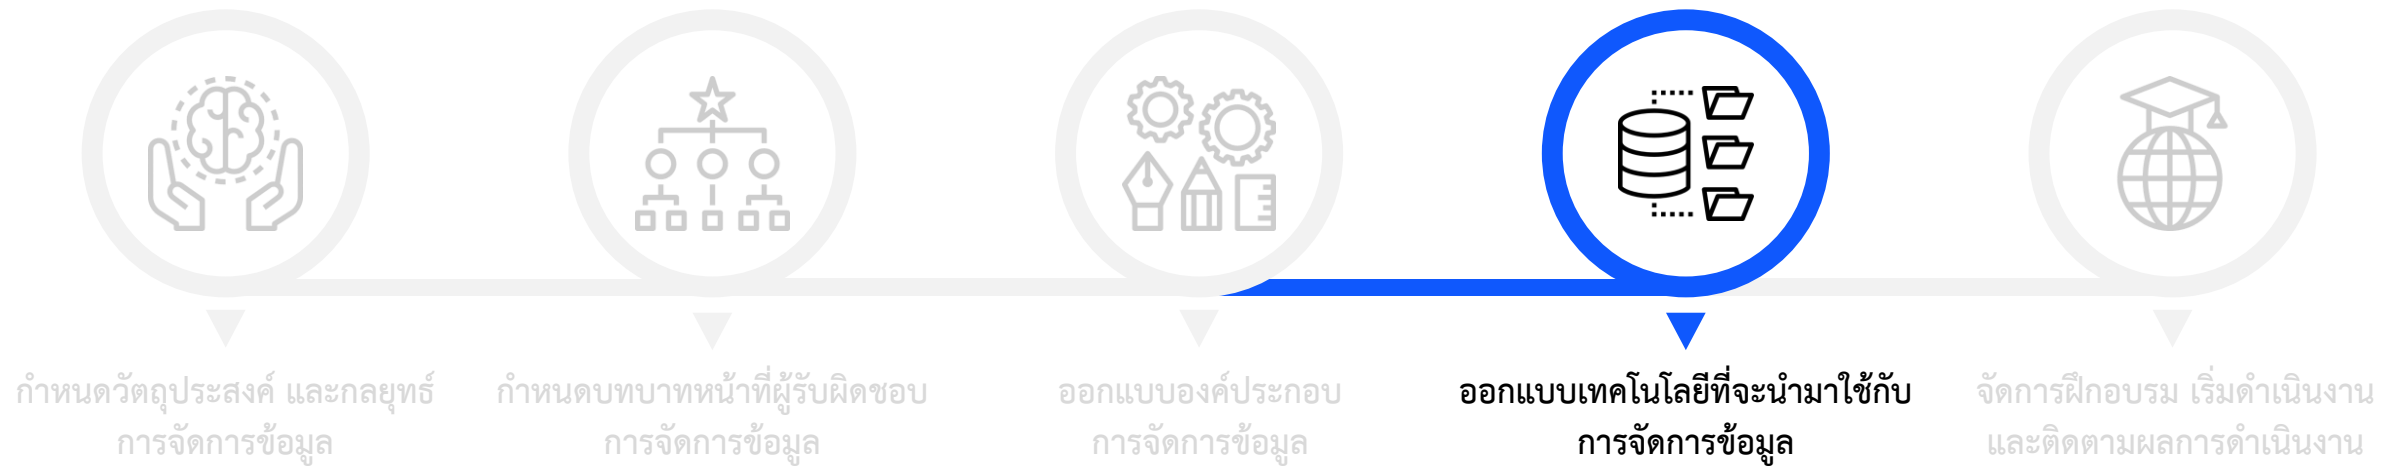 กำหนดวัตถุประสงค์ และกลยุทธ์
การจัดการข้อมูล
กำหนดบทบาทหน้าที่ผู้รับผิดชอบ
การจัดการข้อมูล
ออกแบบองค์ประกอบ
การจัดการข้อมูล
ออกแบบเทคโนโลยีที่จะนำมาใช้กับ
การจัดการข้อมูล
จัดการฝึกอบรม เริ่มดำเนินงาน
และติดตามผลการดำเนินงาน